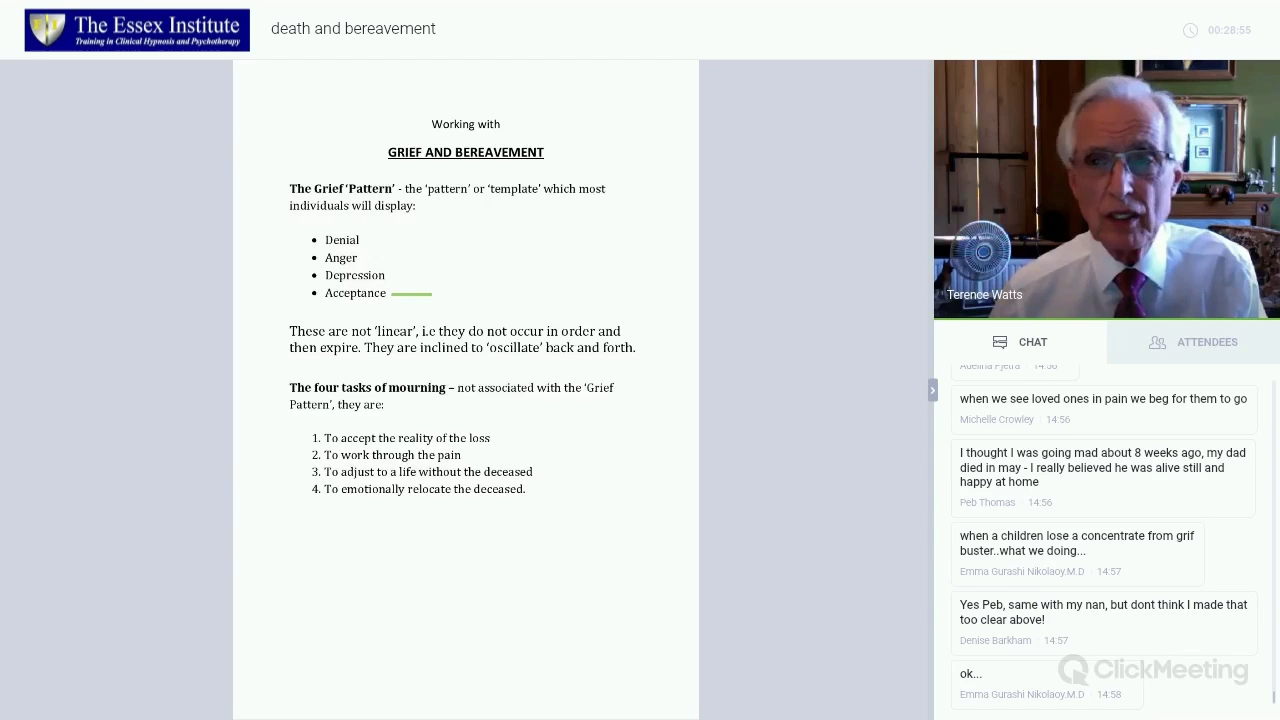 The Essex Institute
Training in Clinical Hypnosis and Psychotherapy
death and bereavement
00:28:55
Working with
GRIEF AND BEREAVEMENT
The Grief ‘Pattern’ - the ‘pattern’ or ‘template’ which most
individuals will display:
• Denial
• Anger
• Depression
• Acceptance
These are not ‘linear’, i.e they do not occur in order and
then expire. They are inclined to ‘oscillate’ back and forth.
The four tasks of mourning – not associated with the ‘Grief
Pattern’, they are:
1. To accept the reality of the loss
2. To work through the pain
3. To adjust to a life without the deceased
4. To emotionally relocate the deceased.
Terence Watts
CHAT
ATTENDEES
when we see loved ones in pain we beg for them to go
Michelle Crowley · 14:56
I thought I was going mad about 8 weeks ago, my dad
died in may - I really believed he was alive still and
happy at home
Peb Thomas · 14:56
when a children lose a concentrate from grif
buster..what we doing...
Emma Gurashi Nikolaoy.M.D · 14:57
Yes Peb, same with my nan, but dont think I made that
too clear above!
Denise Barkham · 14:57
ok...
Emma Gurashi Nikolaoy.M.D · 14:58
ClickMeeting